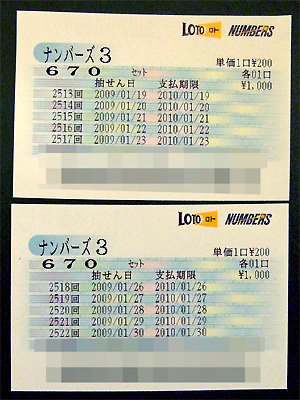 LOTO ロト NUMBERS
ナンバーズ3
単価1口¥200
670 セット 各01口
抽せん日 支払期限 ¥1,000
2513回 2009/01/19 2010/01/19
2514回 2009/01/20 2010/01/20
2515回 2009/01/21 2010/01/21
2516回 2009/01/22 2010/01/22
2517回 2009/01/23 2010/01/23
LOTO ロト NUMBERS
ナンバーズ3
単価1口¥200
670 セット 各01口
抽せん日 支払期限 ¥1,000
2518回 2009/01/26 2010/01/26
2519回 2009/01/27 2010/01/27
2520回 2009/01/28 2010/01/28
2521回 2009/01/29 2010/01/29
2522回 2009/01/30 2010/01/30